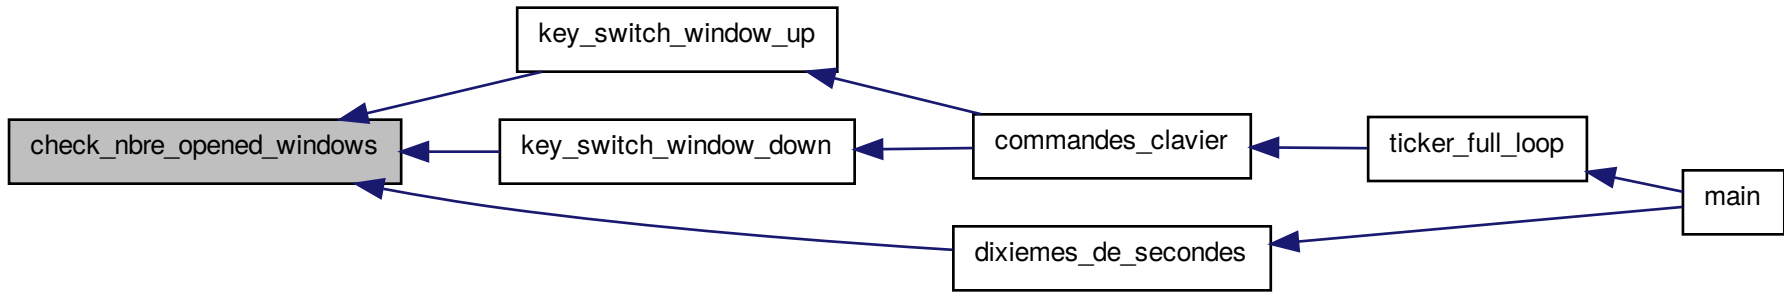 key_switch_window_up
check_nbre_opened_windows
key_switch_window_down
commandes_clavier
ticker_full_loop
main
dixiemes_de_secondes